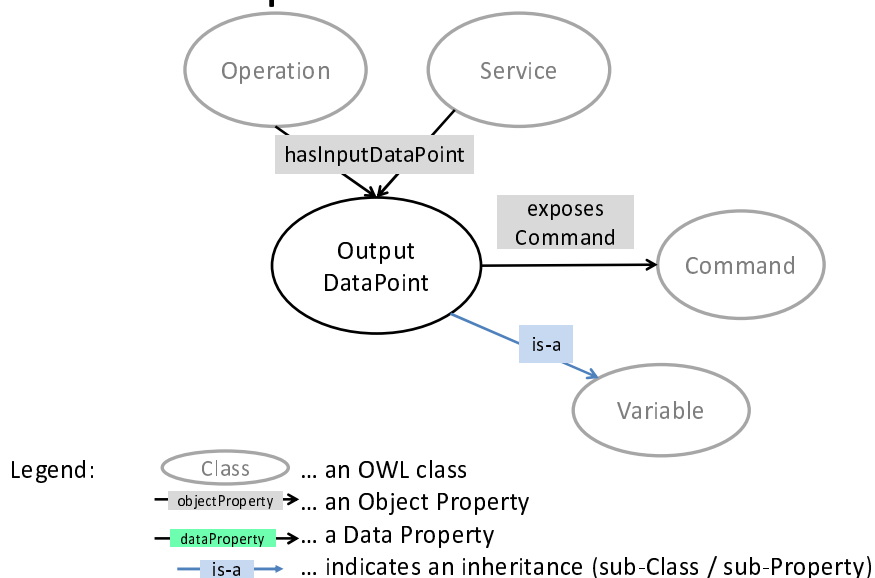 Operation
Service
hasInputDataPoint
exposes
Command
Output
DataPoint
Command
is-a
Variable
Legend:
Class ... an OWL class
objectProperty ... an Object Property
dataProperty ... a Data Property
is-a ... indicates an inheritance (sub-Class / sub-Property)